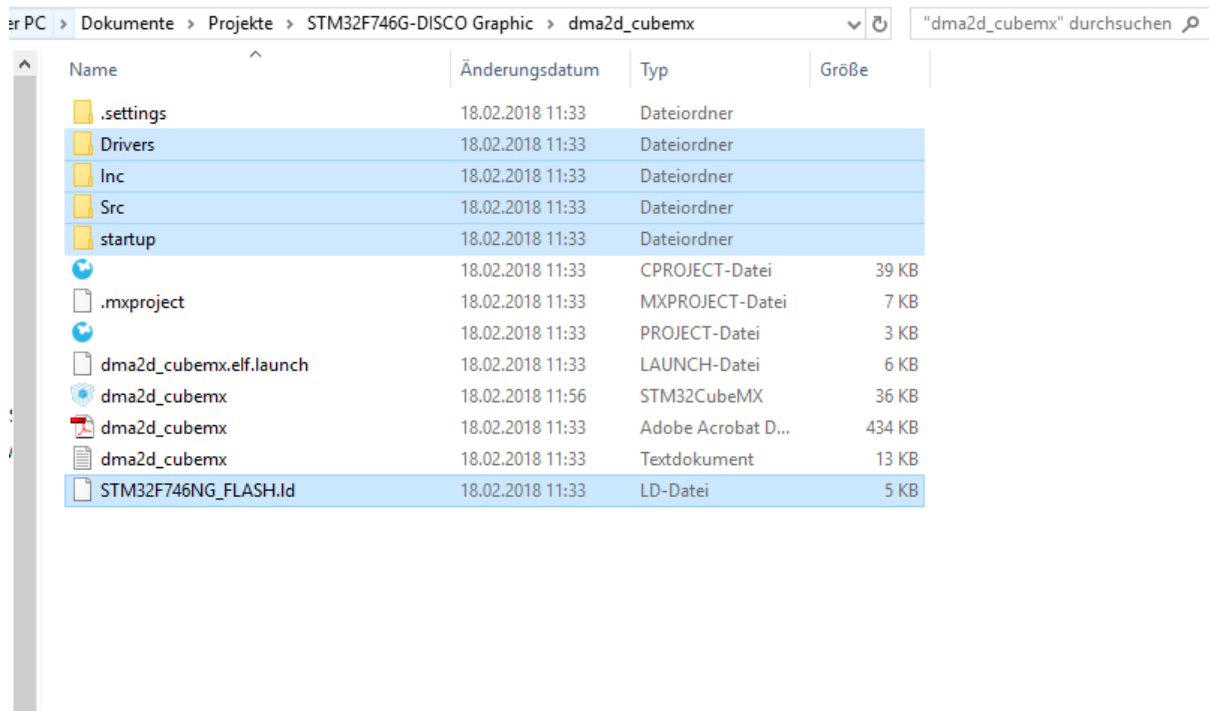 er PC > Dokumente > Projekte > STM32F746G-DISCO Graphic > dma2d_cubemx "dma2d_cubemx" durchsuchen
Name Änderungsdatum Typ Größe
.settings 18.02.2018 11:33 Dateiordner
Drivers 18.02.2018 11:33 Dateiordner
Inc 18.02.2018 11:33 Dateiordner
Src 18.02.2018 11:33 Dateiordner
startup 18.02.2018 11:33 Dateiordner
18.02.2018 11:33 CPROJECT-Datei 39 KB
.mxproject 18.02.2018 11:33 MXPROJECT-Datei 7 KB
18.02.2018 11:33 PROJECT-Datei 3 KB
dma2d_cubemx.elf.launch 18.02.2018 11:33 LAUNCH-Datei 6 KB
dma2d_cubemx 18.02.2018 11:56 STM32CubeMX 36 KB
dma2d_cubemx 18.02.2018 11:33 Adobe Acrobat D... 434 KB
dma2d_cubemx 18.02.2018 11:33 Textdokument 13 KB
STM32F746NG_FLASH.ld 18.02.2018 11:33 LD-Datei 5 KB